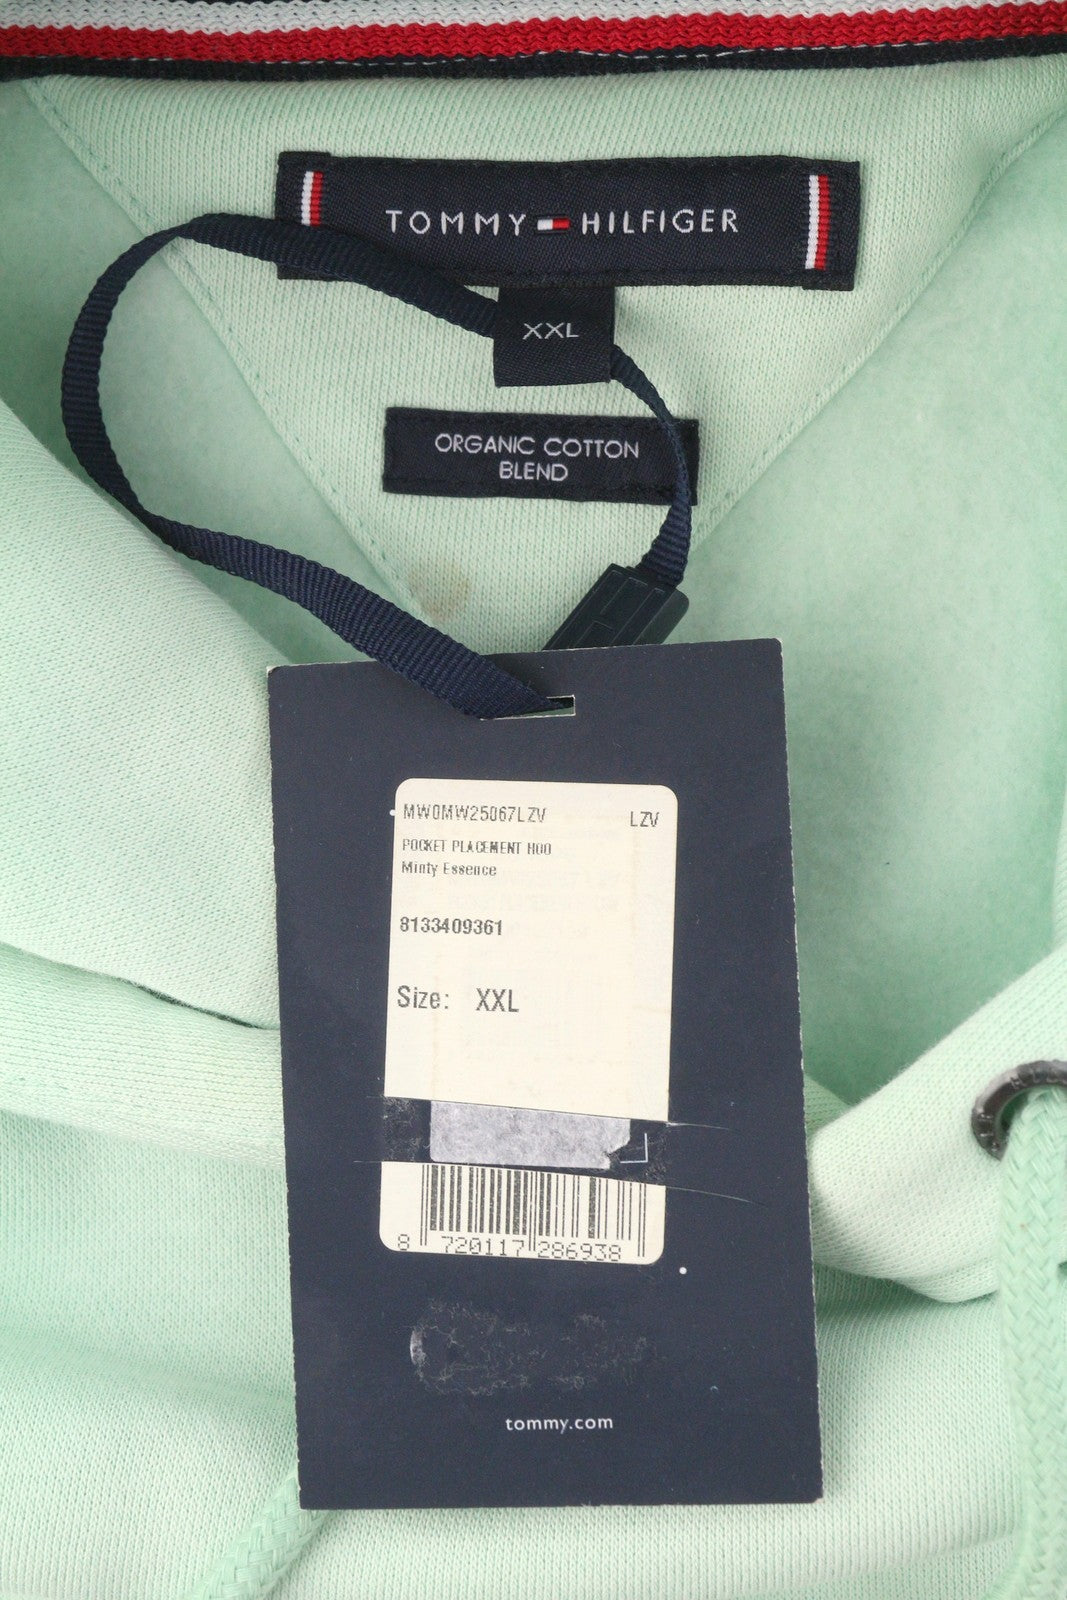 TOMMY HILFIGER
XXL
ORGANIC COTTON
BLEND
MW0MW25067LZV LZV
POCKET PLACEMENT HOO
Minty Essence
8133409361
Size: XXL
8 720117 286938
tommy.com